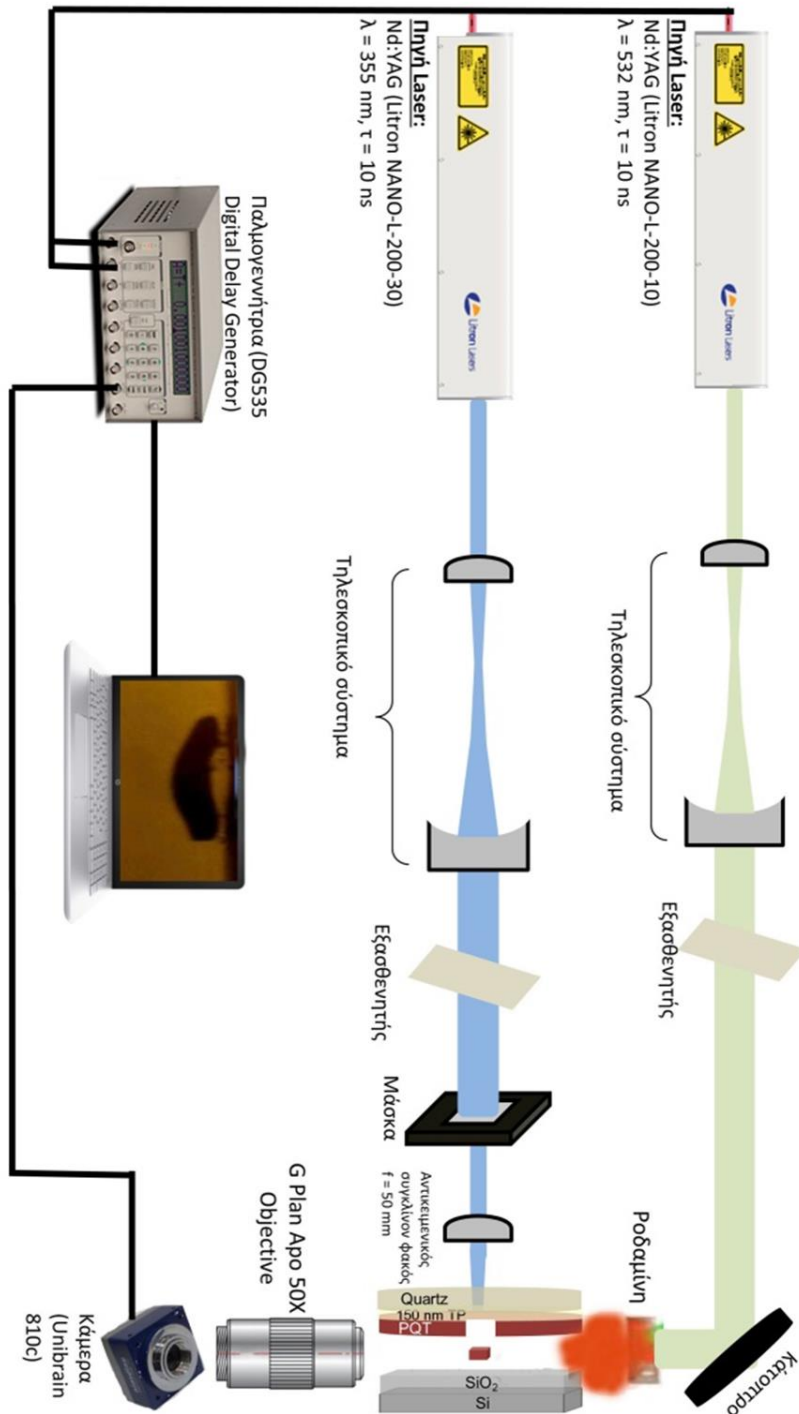 Πηγή Laser:
Nd:YAG (Litron NANO-L-200-10)
λ = 532 nm, τ = 10 ns
Litron Lasers
Τηλεσκοπικό σύστημα
Εξασθενητής
Κάτοπτρο
Ροδαμίνη
Πηγή Laser:
Nd:YAG (Litron NANO-L-200-30)
λ = 355 nm, τ = 10 ns
Litron Lasers
Τηλεσκοπικό σύστημα
Εξασθενητής
Μάσκα
Αντικειμενικός
συγκλίνον φακός
f = 50 mm
Quartz
150 nm TP
PQT
SiO₂
Si
Παλμογεννήτρια (DG535
Digital Delay Generator)
G Plan Apo 50X
Objective
Κάμερα
(Unibrain
810c)